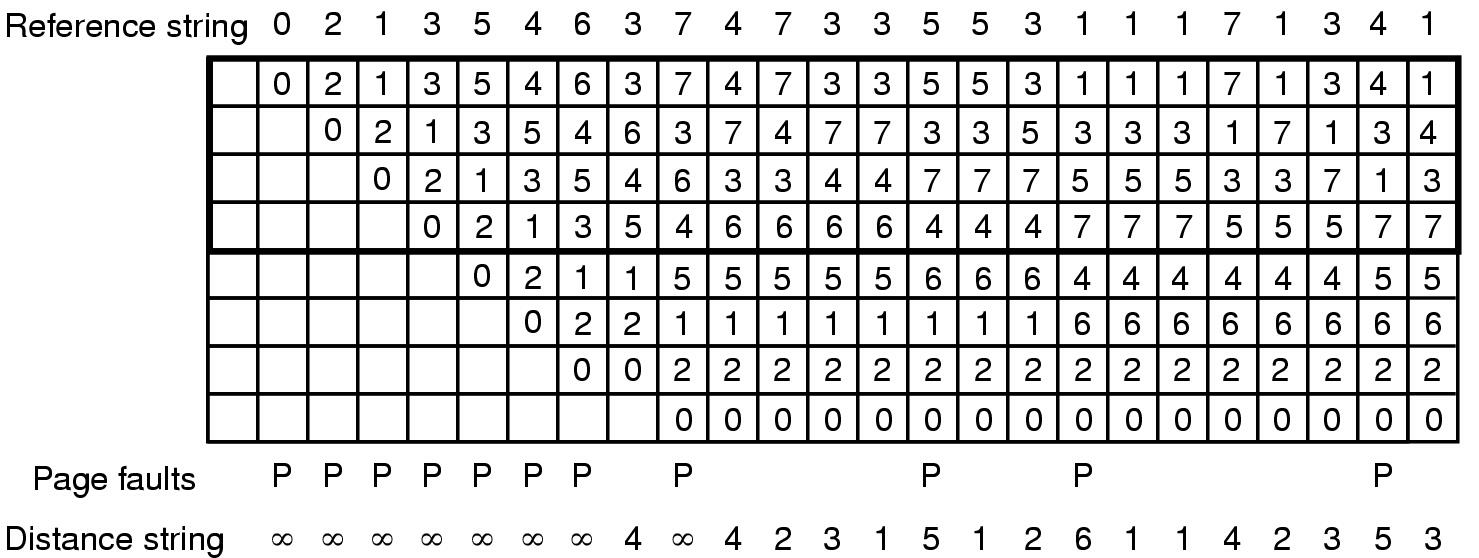 Reference string 0 2 1 3 5 4 6 3 7 4 7 3 3 5 5 3 1 1 1 7 1 3 4 1
0 2 1 3 5 4 6 3 7 4 7 3 3 5 5 3 1 1 1 7 1 3 4 1
0 2 1 3 5 4 6 3 7 4 7 7 3 3 5 3 3 3 1 7 1 3 4
0 2 1 3 5 4 6 3 3 4 4 7 7 7 5 5 5 3 3 7 1 3
0 2 1 3 5 4 6 6 6 6 4 4 4 7 7 7 5 5 5 7 7
0 2 1 1 5 5 5 5 5 6 6 6 4 4 4 4 4 4 5 5
0 2 2 1 1 1 1 1 1 1 1 6 6 6 6 6 6 6 6
0 0 2 2 2 2 2 2 2 2 2 2 2 2 2 2 2 2
0 0 0 0 0 0 0 0 0 0 0 0 0 0 0 0
Page faults P P P P P P P P P P P
Distance string ∞ ∞ ∞ ∞ ∞ ∞ ∞ 4 ∞ 4 2 3 1 5 1 2 6 1 1 4 2 3 5 3